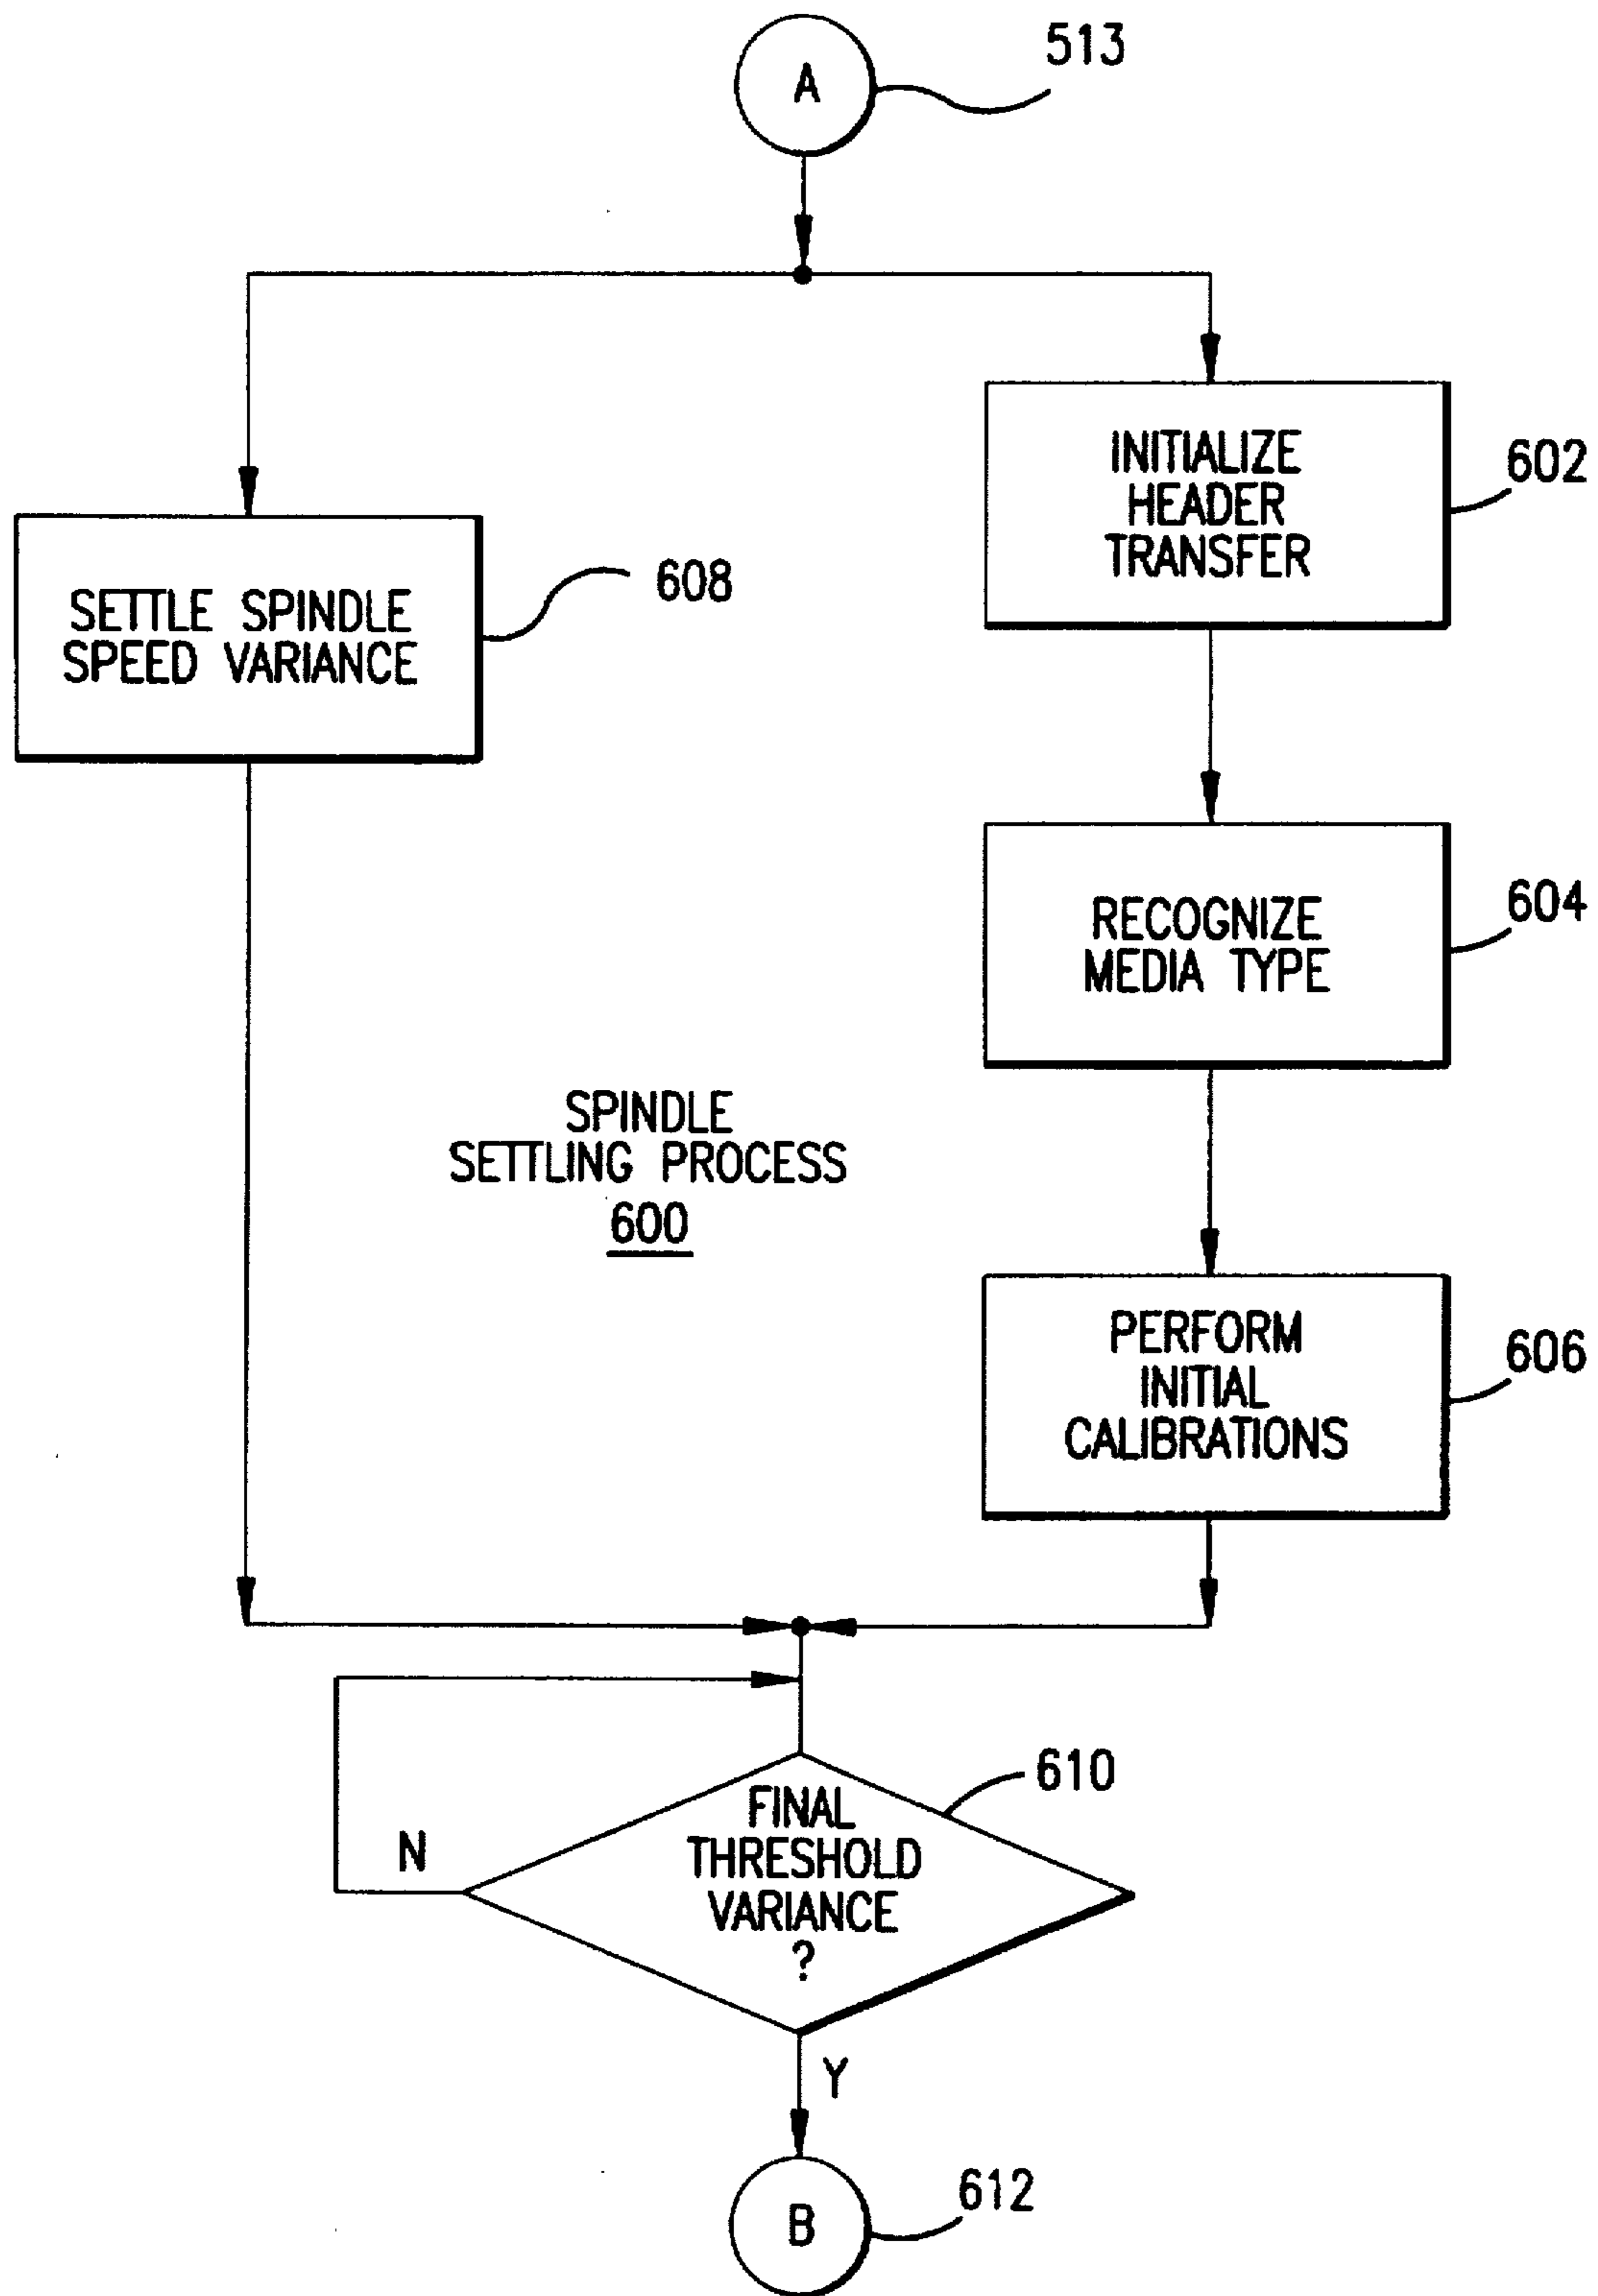 A
513
INITIALIZE
HEADER
TRANSFER
602
SETTLE SPINDLE
SPEED VARIANCE
608
RECOGNIZE
MEDIA TYPE
604
SPINDLE
SETTLING PROCESS
600
PERFORM
INITIAL
CALIBRATIONS
606
FINAL
THRESHOLD
VARIANCE
?
610
N
Y
B
612